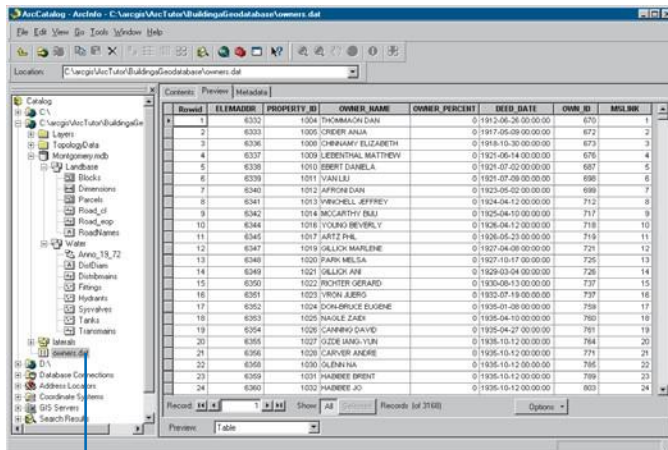 ArcCatalog - ArcInfo - C:\arcgis\ArcTutor\BuildingaGeodatabase\owners.dat
File Edit View Go Tools Window Help
Location: C:\arcgis\ArcTutor\BuildingaGeodatabase\owners.dat
Contents Preview Metadata
Catalog
C:\
C:\arcgis\ArcTutor\BuildingaGe
Layers
TopologyData
Montgomery.mdb
Landbase
Blocks
Dimensions
Parcels
Road_cl
Road_eop
RoadNames
Water
Anno_19_72
DistDiam
Distribmains
Fittings
Hydrants
Sysvalves
Tanks
Transmains
laterals
owners.dat
D:\
Database Connections
Address Locators
Coordinate Systems
GIS Servers
Search Results
Rowid ELEMADDR PROPERTY_ID OWNER_NAME OWNER_PERCENT DEED_DATE OWN_ID MSLINK
1 6332 1004 THOMMAON DAN 0 1912-06-26 00:00:00 670 1
2 6333 1005 CRIDER ANJA 0 1917-05-09 00:00:00 672 2
3 6336 1008 CHINNAMY ELIZABETH 0 1918-10-30 00:00:00 673 3
4 6337 1009 LIEBENTHAL MATTHEW 0 1921-06-14 00:00:00 676 4
5 6338 1010 EBERT DANIELA 0 1921-07-02 00:00:00 687 5
6 6339 1011 VAN LIU 0 1921-07-09 00:00:00 698 6
7 6340 1012 AFRONI DAN 0 1923-05-02 00:00:00 699 7
8 6341 1013 WINCHELL JEFFREY 0 1924-04-12 00:00:00 712 8
9 6342 1014 MCCARTHY BIJU 0 1925-04-10 00:00:00 717 9
10 6344 1016 YOUNG BEVERLY 0 1926-04-12 00:00:00 718 10
11 6345 1017 ARTZ PHIL 0 1926-05-23 00:00:00 719 11
12 6347 1019 GILLICK MARLENE 0 1927-04-08 00:00:00 721 12
13 6348 1020 PARK MELSA 0 1927-10-17 00:00:00 725 13
14 6349 1021 GILLICK ANI 0 1929-03-04 00:00:00 726 14
15 6350 1022 RICHTER GERARD 0 1930-08-13 00:00:00 737 15
16 6351 1023 VRON JUERG 0 1932-07-19 00:00:00 737 16
17 6352 1024 DON-BRUCE EUGENE 0 1935-01-08 00:00:00 759 17
18 6353 1025 NAGLE ZAIDI 0 1935-04-10 00:00:00 760 18
19 6354 1026 CANNING DAVID 0 1935-04-27 00:00:00 761 19
20 6355 1027 OZDE IANG-YUN 0 1935-10-12 00:00:00 764 20
21 6356 1028 CARVER ANDRE 0 1935-10-12 00:00:00 771 21
22 6358 1030 GLENN NA 0 1935-10-12 00:00:00 785 22
23 6359 1031 HABIBEE BRENT 0 1935-10-12 00:00:00 789 23
24 6360 1032 HABIBEE JO 0 1935-10-12 00:00:00 803 24
Record: 1 Show: All Selected Records (of 3168) Options
Preview: Table